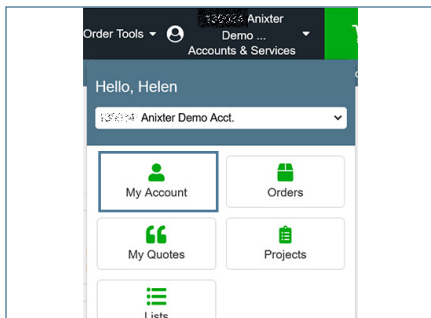 Anixter
Order Tools Demo ...
Accounts & Services
Hello, Helen
Anixter Demo Acct.
My Account Orders
My Quotes Projects
Lists